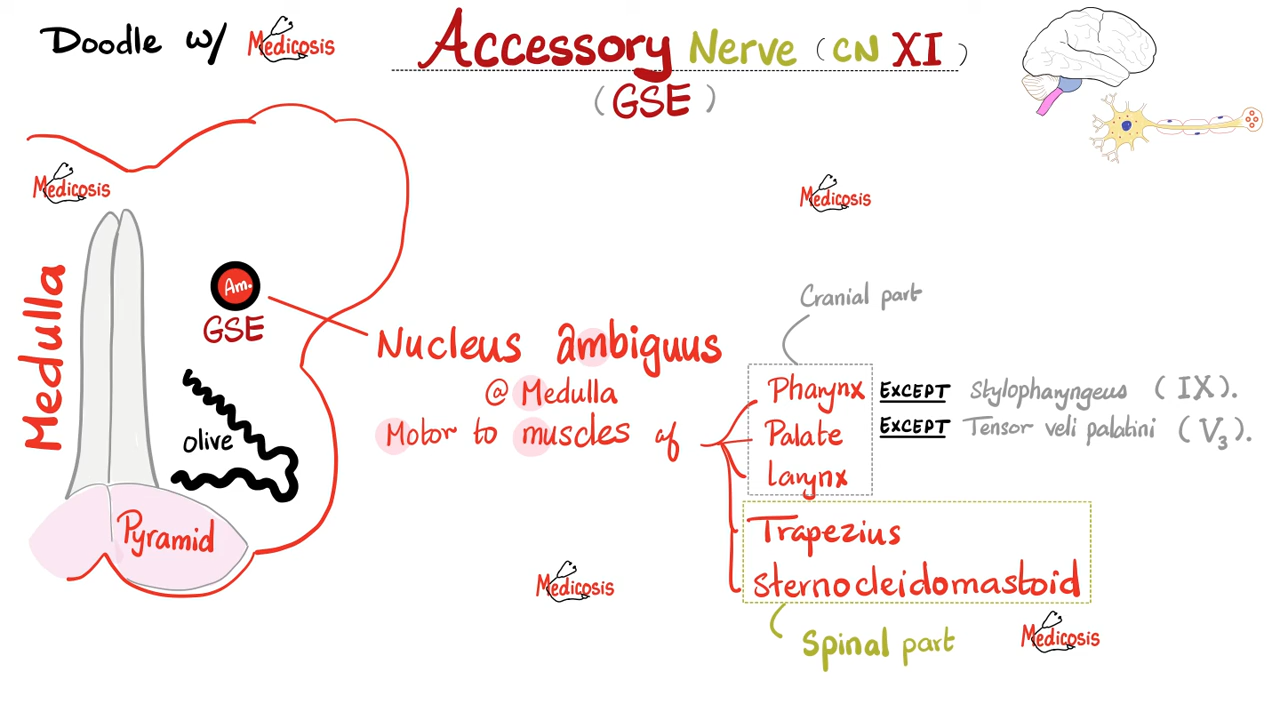 Doodle w/ Medicosis
Accessory Nerve (CN XI)
(GSE)
Medicosis
Medicosis
Medulla
Am.
GSE
olive
Pyramid
Nucleus ambiguus
@ Medulla
Motor to muscles of
Cranial part
Pharynx EXCEPT Stylopharyngeus (IX).
Palate EXCEPT Tensor veli palatini (V3).
Larynx
Trapezius
Sternocleidomastoid
Spinal part
Medicosis
Medicosis